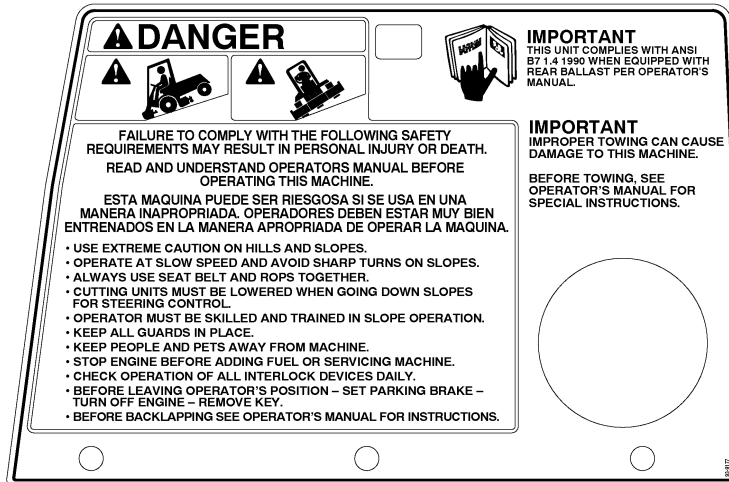 DANGER
FAILURE TO COMPLY WITH THE FOLLOWING SAFETY
REQUIREMENTS MAY RESULT IN PERSONAL INJURY OR DEATH.
READ AND UNDERSTAND OPERATORS MANUAL BEFORE
OPERATING THIS MACHINE.
ESTA MAQUINA PUEDE SER RIESGOSA SI SE USA EN UNA
MANERA INAPROPRIADA. OPERADORES DEBEN ESTAR MUY BIEN
ENTRENADOS EN LA MANERA APROPRIADA DE OPERAR LA MAQUINA.
• USE EXTREME CAUTION ON HILLS AND SLOPES.
• OPERATE AT SLOW SPEED AND AVOID SHARP TURNS ON SLOPES.
• ALWAYS USE SEAT BELT AND ROPS TOGETHER.
• CUTTING UNITS MUST BE LOWERED WHEN GOING DOWN SLOPES
FOR STEERING CONTROL.
• OPERATOR MUST BE SKILLED AND TRAINED IN SLOPE OPERATION.
• KEEP ALL GUARDS IN PLACE.
• KEEP PEOPLE AND PETS AWAY FROM MACHINE.
• STOP ENGINE BEFORE ADDING FUEL OR SERVICING MACHINE.
• CHECK OPERATION OF ALL INTERLOCK DEVICES DAILY.
• BEFORE LEAVING OPERATOR'S POSITION – SET PARKING BRAKE –
TURN OFF ENGINE – REMOVE KEY.
• BEFORE BACKLAPPING SEE OPERATOR'S MANUAL FOR INSTRUCTIONS.
IMPORTANT
THIS UNIT COMPLIES WITH ANSI
B7 1.4 1990 WHEN EQUIPPED WITH
REAR BALLAST PER OPERATOR'S
MANUAL.
IMPORTANT
IMPROPER TOWING CAN CAUSE
DAMAGE TO THIS MACHINE.
BEFORE TOWING, SEE
OPERATOR'S MANUAL FOR
SPECIAL INSTRUCTIONS.